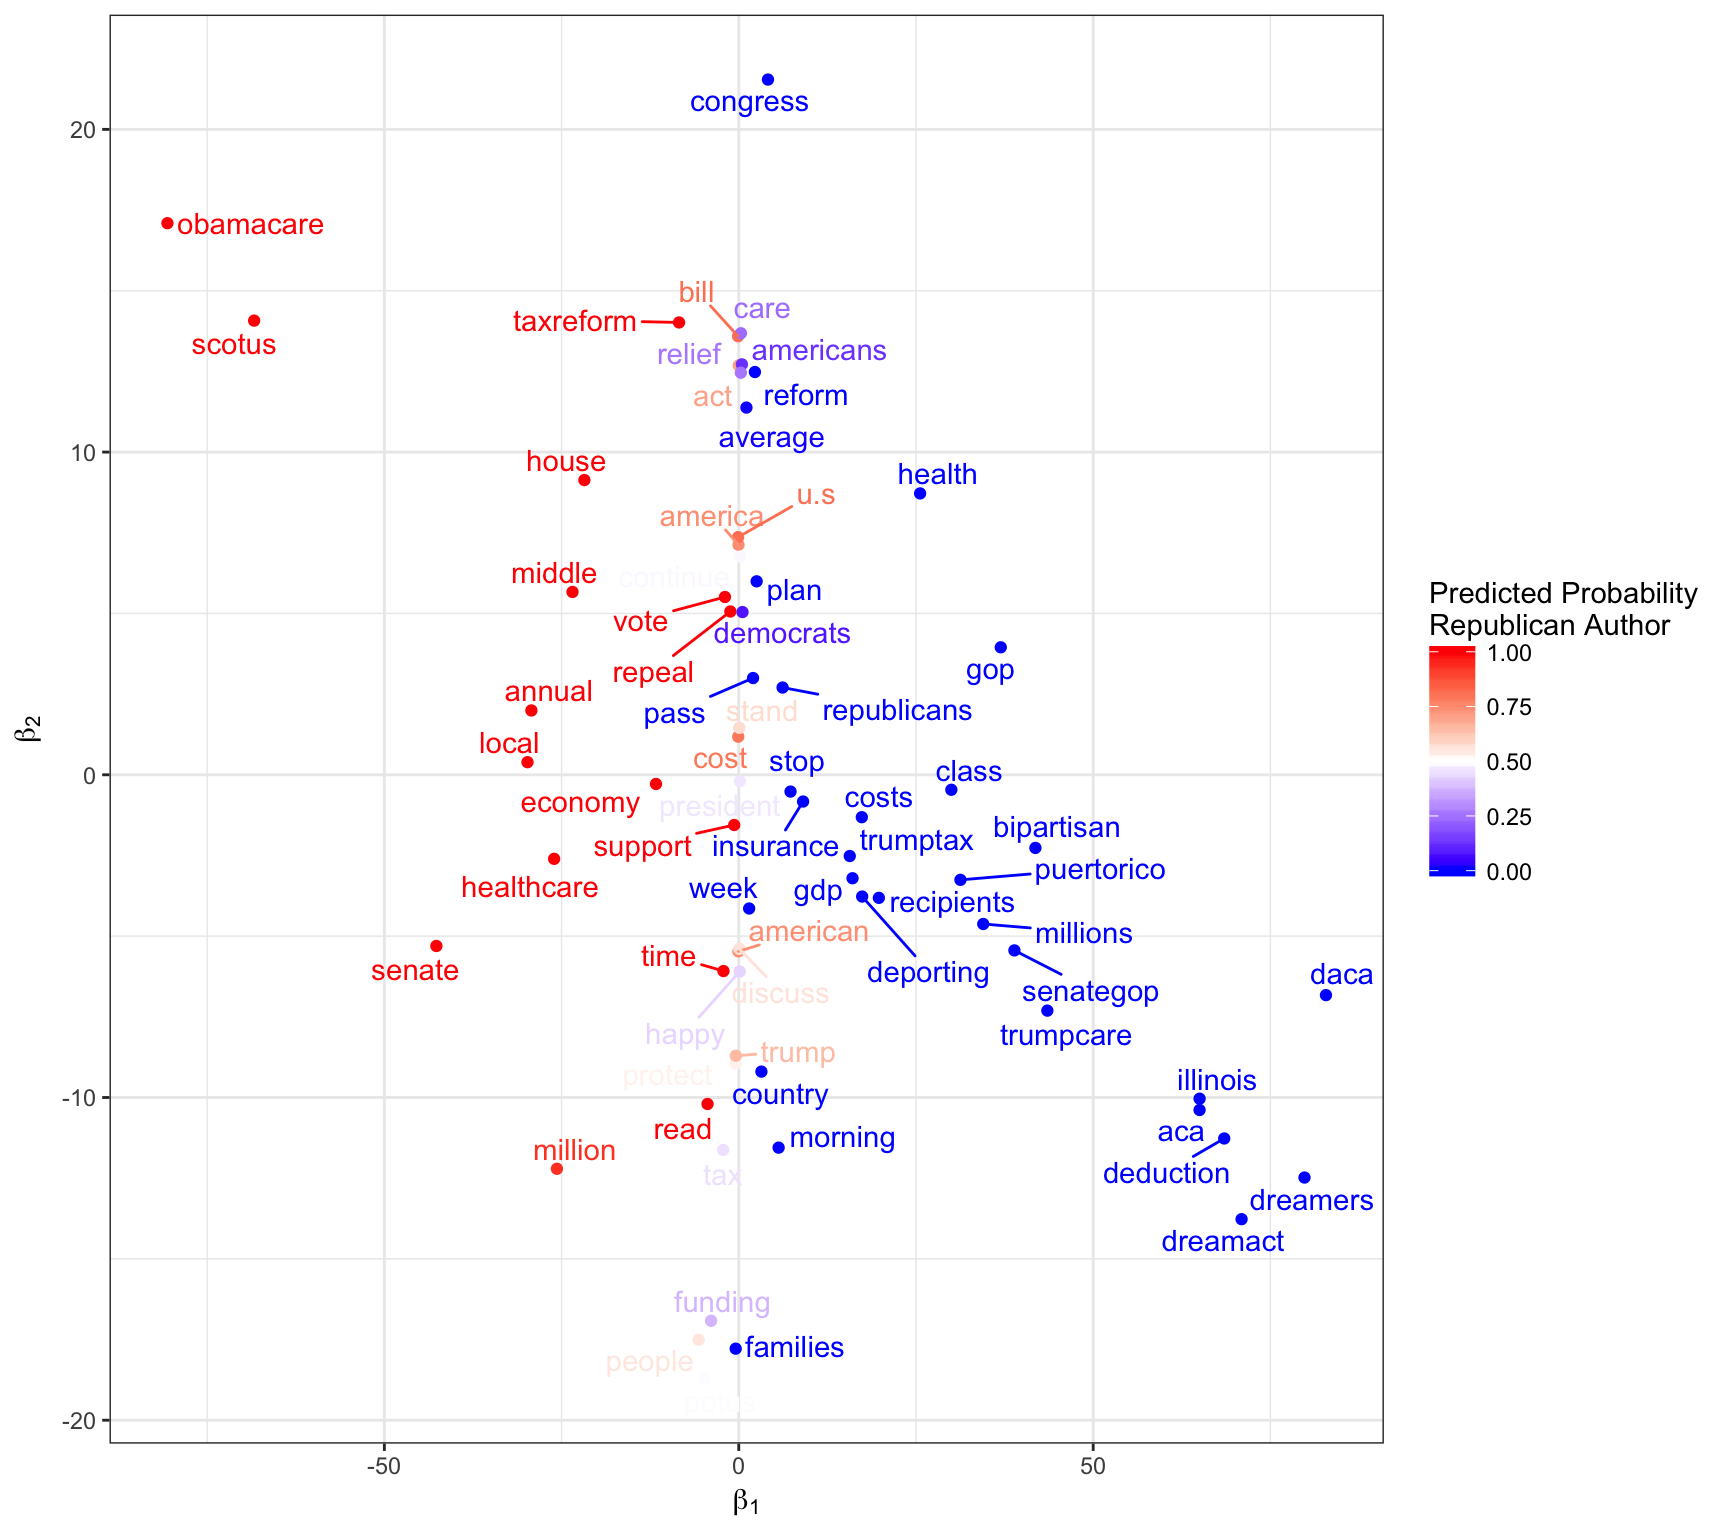 congress
20
obamacare
bill
care
taxreform
scotus
relief
americans
act
reform
average
10
house
health
u.s
america
middle
continue
plan
vote
democrats
repeal
gop
annual
pass
stand
republicans
local
cost
stop
0
class
economy
president
costs
support
insurance
trumptax
bipartisan
puertorico
healthcare
week
gdp
recipients
american
millions
time
senate
deporting
daca
discuss
senategop
happy
trumpcare
trump
protect
country
illinois
-10
read
morning
aca
million
tax
deduction
dreamers
dreamact
funding
families
people
potus
-20
-50
0
50
β1
β2
Predicted Probability
Republican Author
1.00
0.75
0.50
0.25
0.00